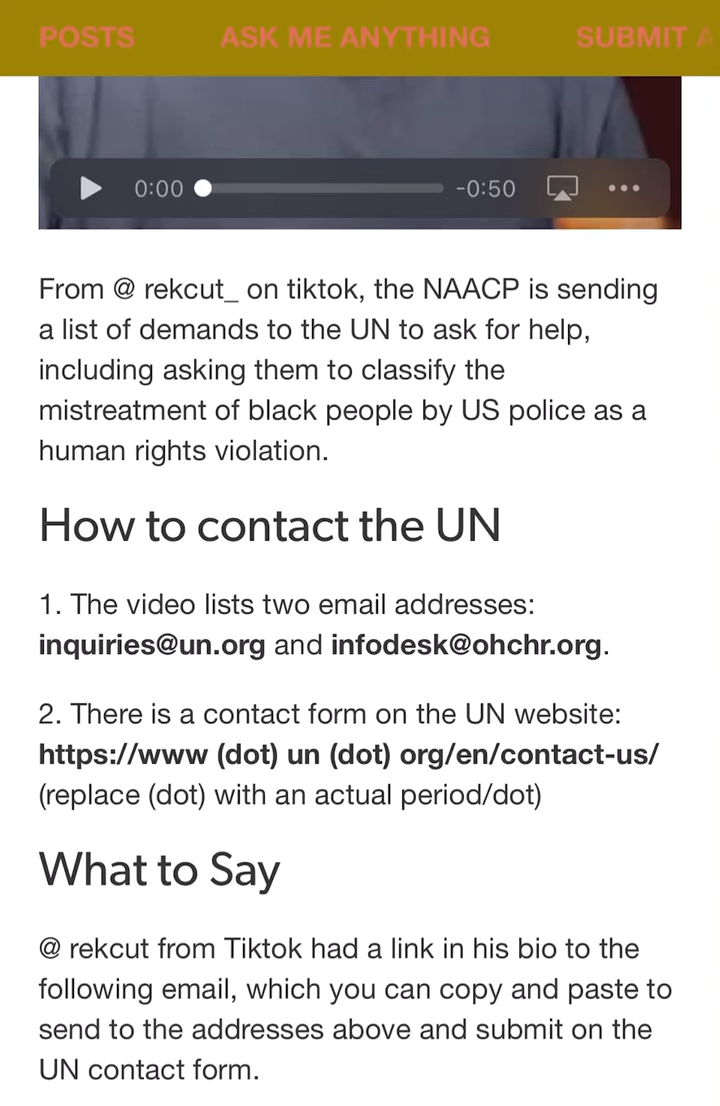 POSTS ASK ME ANYTHING SUBMIT A
0:00 -0:50
From @ rekcut_ on tiktok, the NAACP is sending
a list of demands to the UN to ask for help,
including asking them to classify the
mistreatment of black people by US police as a
human rights violation.
How to contact the UN
1. The video lists two email addresses:
inquiries@un.org and infodesk@ohchr.org.
2. There is a contact form on the UN website:
https://www (dot) un (dot) org/en/contact-us/
(replace (dot) with an actual period/dot)
What to Say
@ rekcut from Tiktok had a link in his bio to the
following email, which you can copy and paste to
send to the addresses above and submit on the
UN contact form.